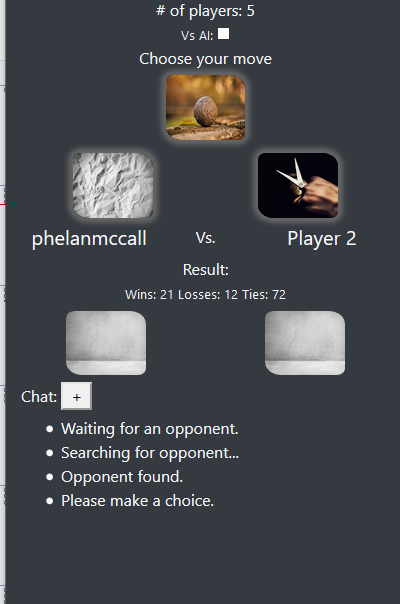 # of players: 5
Vs AI:
Choose your move
phelanmccall Vs. Player 2
Result:
Wins: 21 Losses: 12 Ties: 72
Chat: +
Waiting for an opponent.
Searching for opponent...
Opponent found.
Please make a choice.